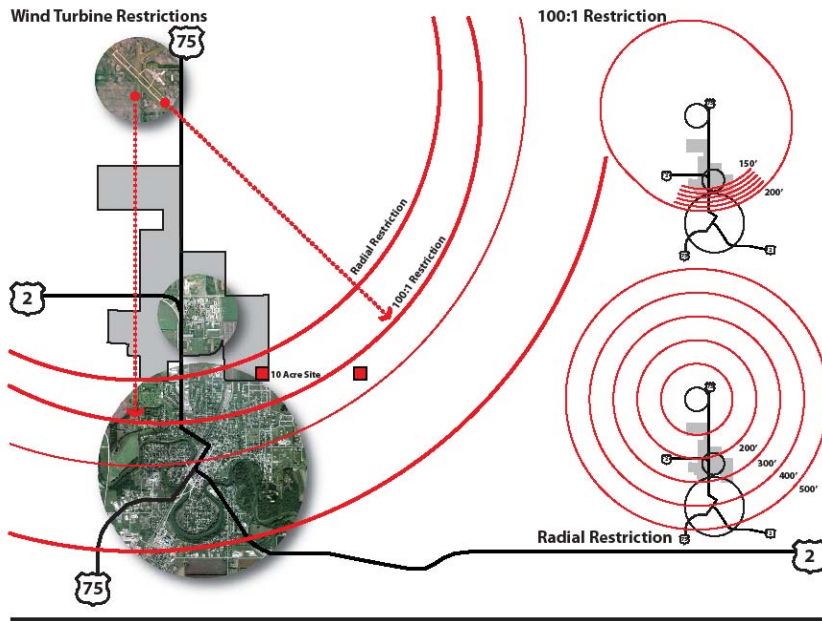 Wind Turbine Restrictions
75
100:1 Restriction
150'
200'
Radial Restriction
100:1 Restriction
2
10 Acre Site
200'
300'
400'
500'
Radial Restriction
2
75